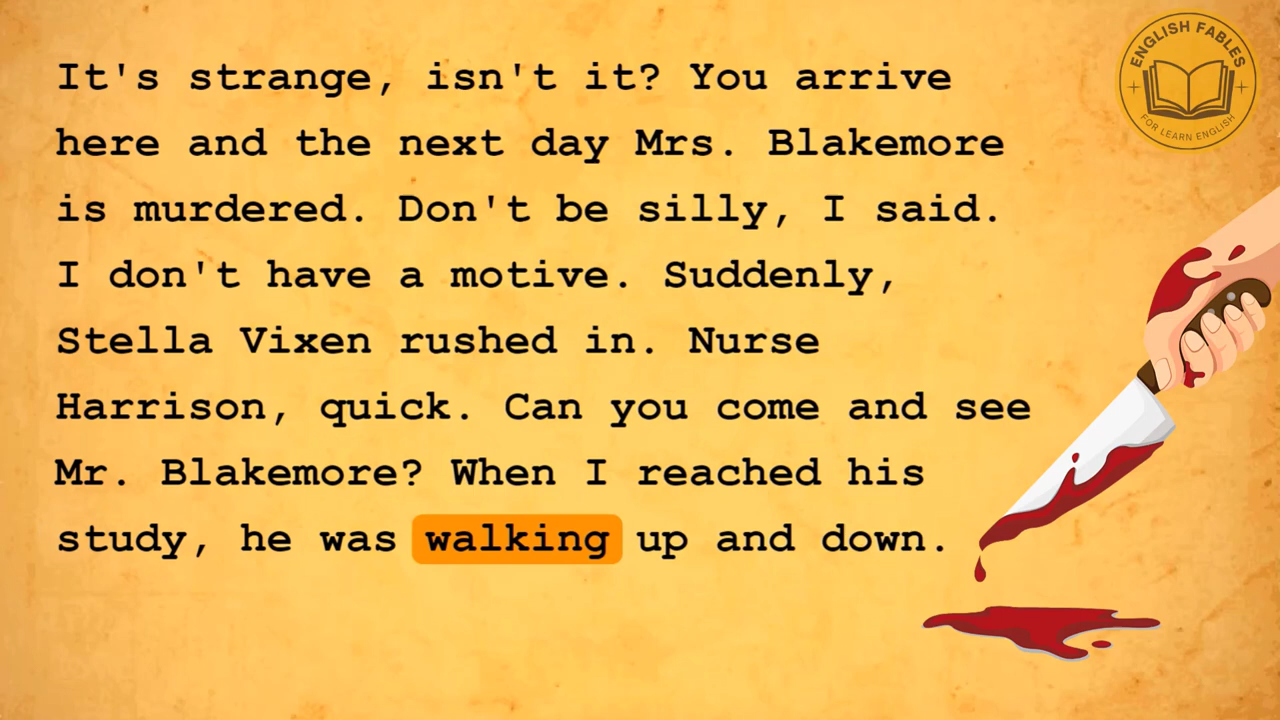 It's strange, isn't it? You arrive
here and the next day Mrs. Blakemore
is murdered. Don't be silly, I said.
I don't have a motive. Suddenly,
Stella Vixen rushed in. Nurse
Harrison, quick. Can you come and see
Mr. Blakemore? When I reached his
study, he was walking up and down.
ENGLISH FABLES
FOR LEARN ENGLISH